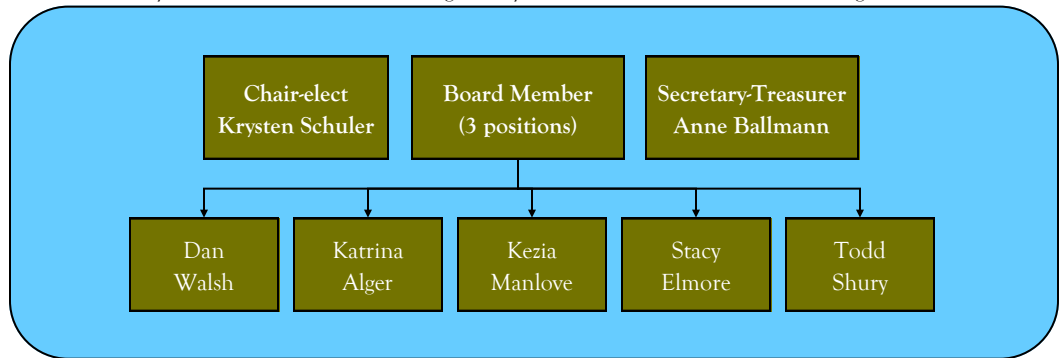 Chair-elect
Krysten Schuler
Board Member
(3 positions)
Secretary-Treasurer
Anne Ballmann
Dan
Walsh
Katrina
Alger
Kezia
Manlove
Stacy
Elmore
Todd
Shury